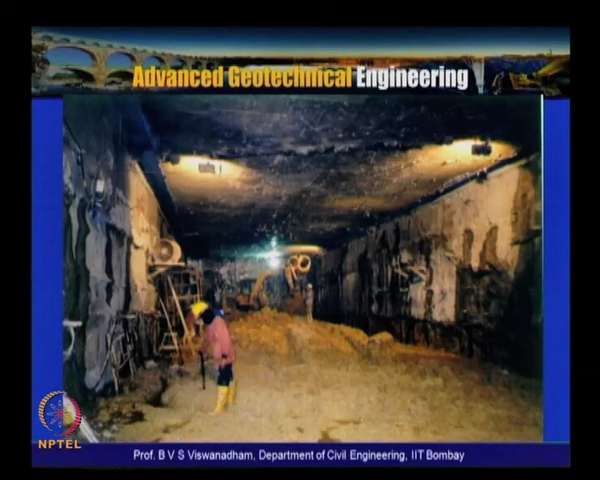 Advanced Geotechnical Engineering
NPTEL
Prof. B V S Viswanadham, Department of Civil Engineering, IIT Bombay